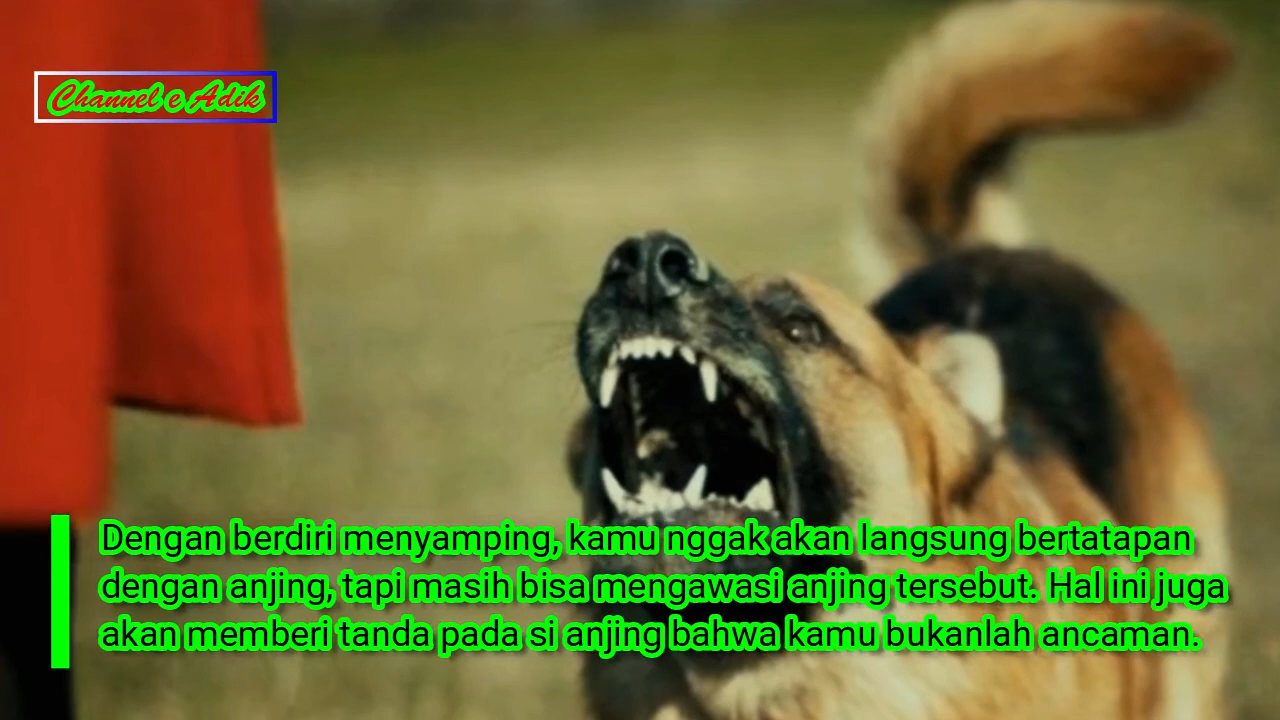 Channel e Adik
Dengan berdiri menyamping, kamu nggak akan langsung bertatapan
dengan anjing, tapi masih bisa mengawasi anjing tersebut. Hal ini juga
akan memberi tanda pada si anjing bahwa kamu bukanlah ancaman.